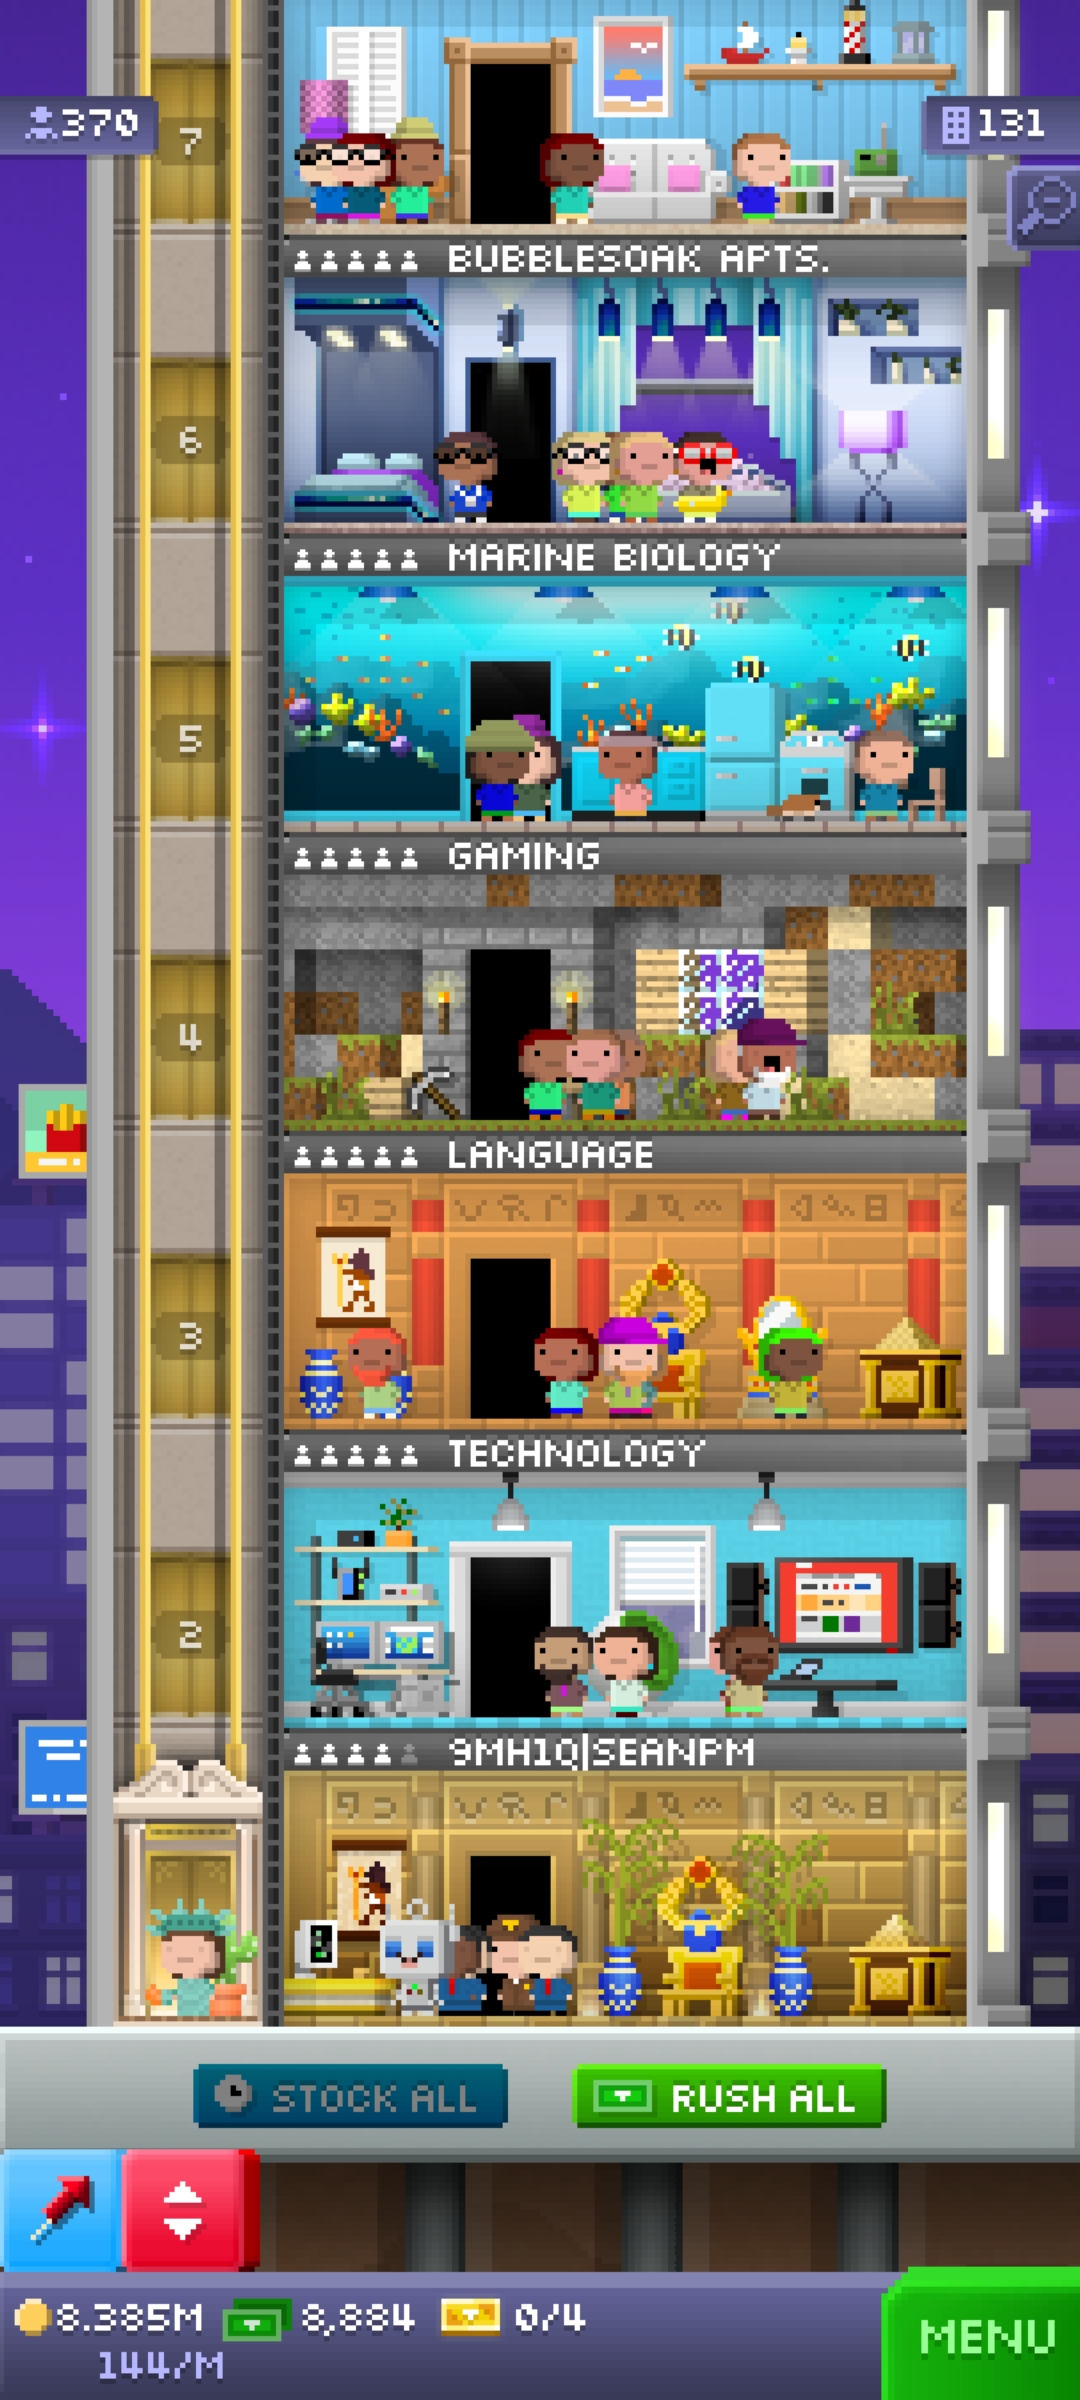 7
370
131
BUBBLESOAK APTS.
6
MARINE BIOLOGY
5
GAMING
4
LANGUAGE
3
TECHNOLOGY
2
9MH1Q|SEANPM
STOCK ALL
RUSH ALL
8.385M
8,884
0/4
144/M
MENU